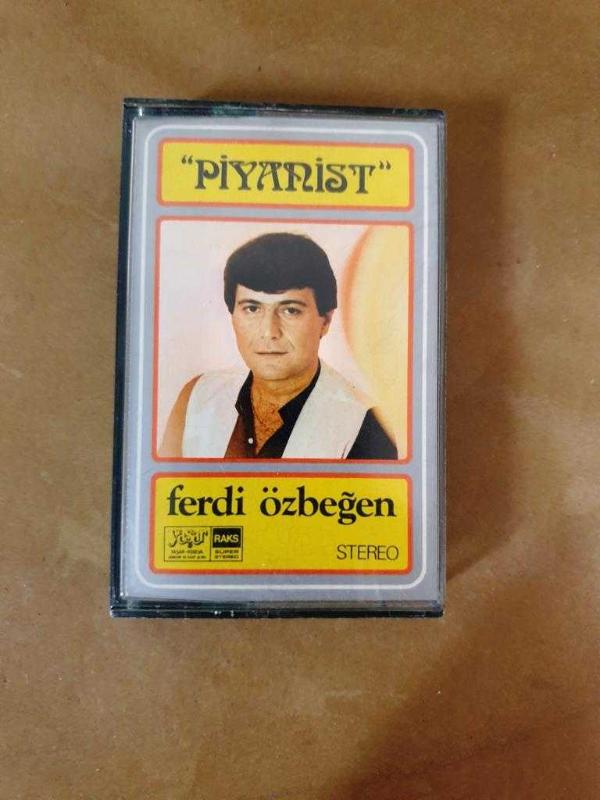 "PİYANİST"
ferdi özbeğen
RAKS
SUPER
STEREO
STEREO